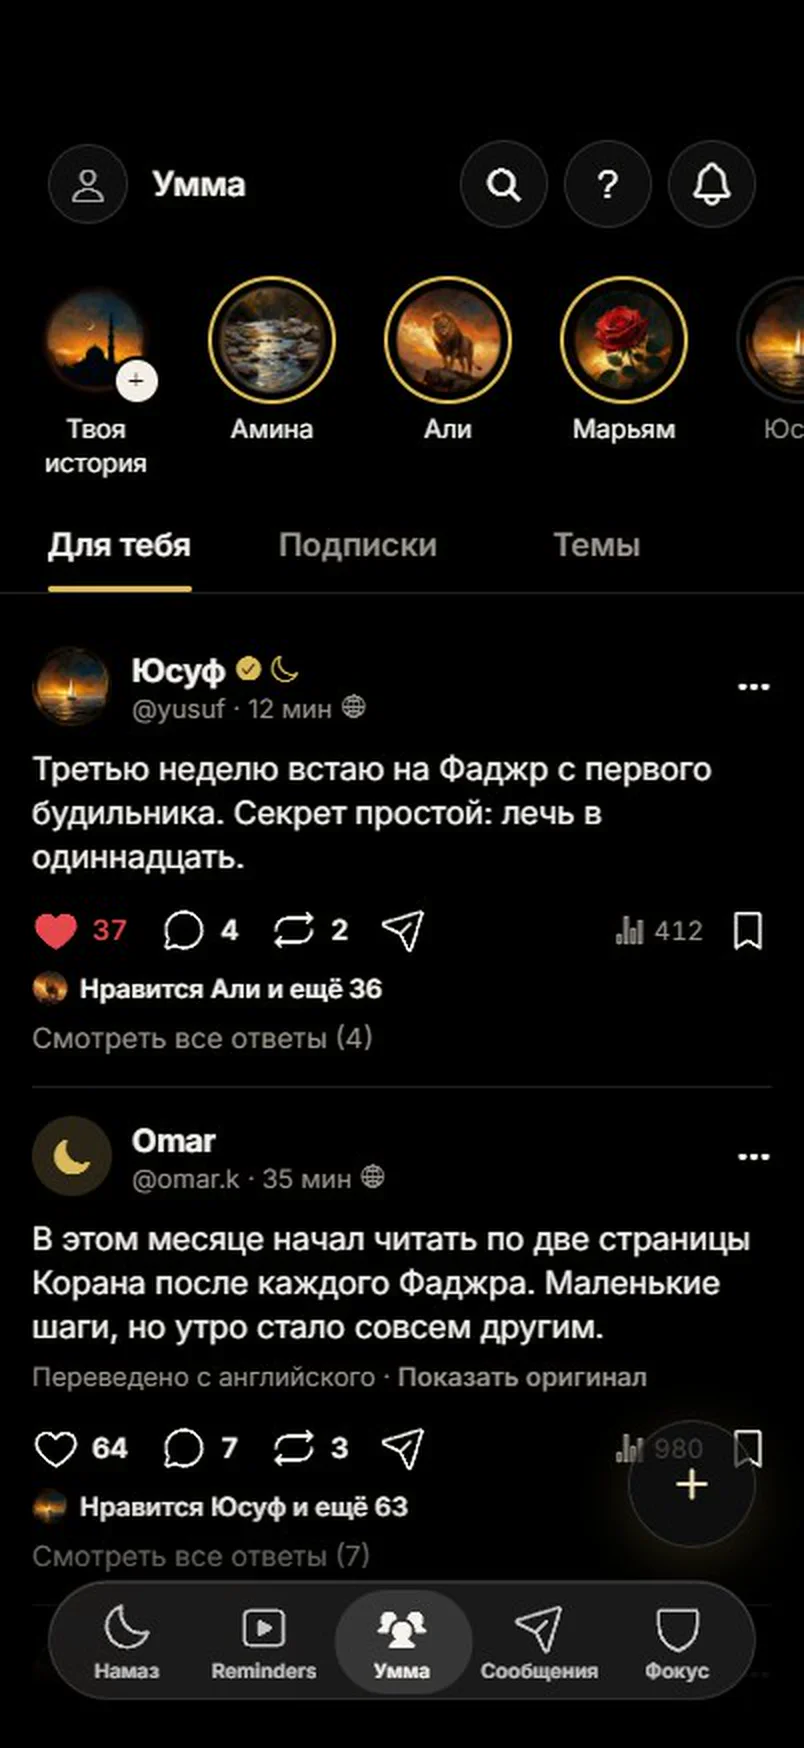 Умма
?
+
Твоя
история
Амина
Али
Марьям
Юс
Для тебя
Подписки
Темы
Юсуф
@yusuf · 12 мин
Третью неделю встаю на Фаджр с первого
будильника. Секрет простой: лечь в
одиннадцать.
37 4 2 412
Нравится Али и ещё 36
Смотреть все ответы (4)
Omar
@omar.k · 35 мин
В этом месяце начал читать по две страницы
Корана после каждого Фаджра. Маленькие
шаги, но утро стало совсем другим.
Переведено с английского · Показать оригинал
64 7 3 980
+
Нравится Юсуф и ещё 63
Смотреть все ответы (7)
Намаз
Reminders
Умма
Сообщения
Фокус